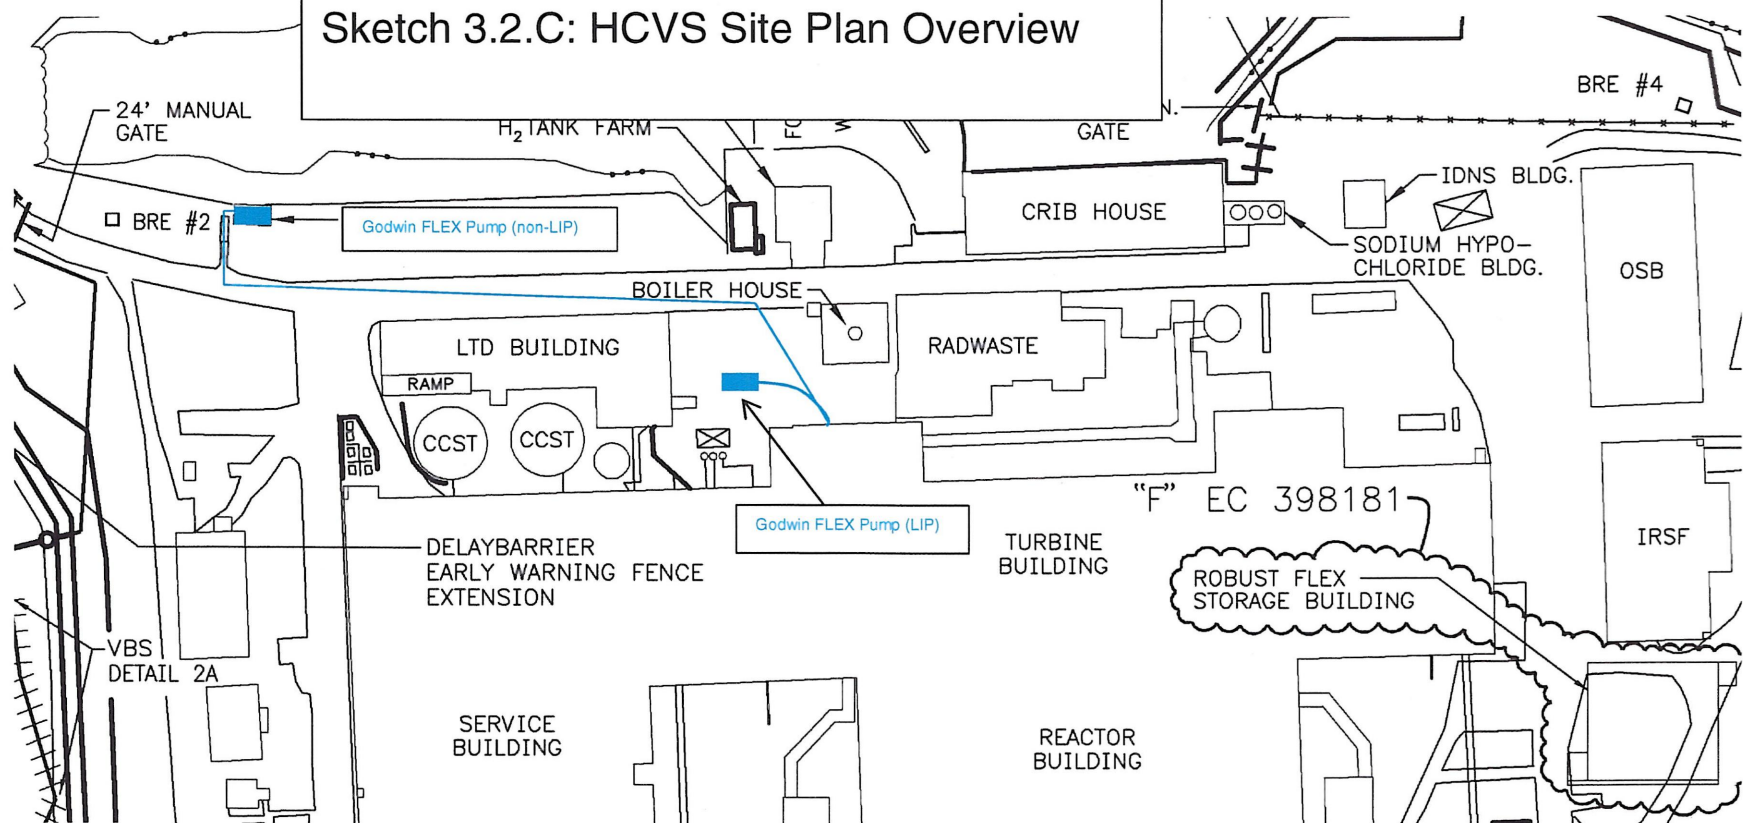 Sketch 3.2.C: HCVS Site Plan Overview
24' MANUAL
GATE
H2 TANK FARM
N.
GATE
BRE #4
BRE #2
Godwin FLEX Pump (non-LIP)
CRIB HOUSE
IDNS BLDG.
SODIUM HYPO-
CHLORIDE BLDG.
OSB
BOILER HOUSE
LTD BUILDING
RADWASTE
RAMP
CCST
CCST
"F" EC 398181
Godwin FLEX Pump (LIP)
TURBINE
BUILDING
IRSF
DELAYBARRIER
EARLY WARNING FENCE
EXTENSION
ROBUST FLEX
STORAGE BUILDING
VBS
DETAIL 2A
SERVICE
BUILDING
REACTOR
BUILDING